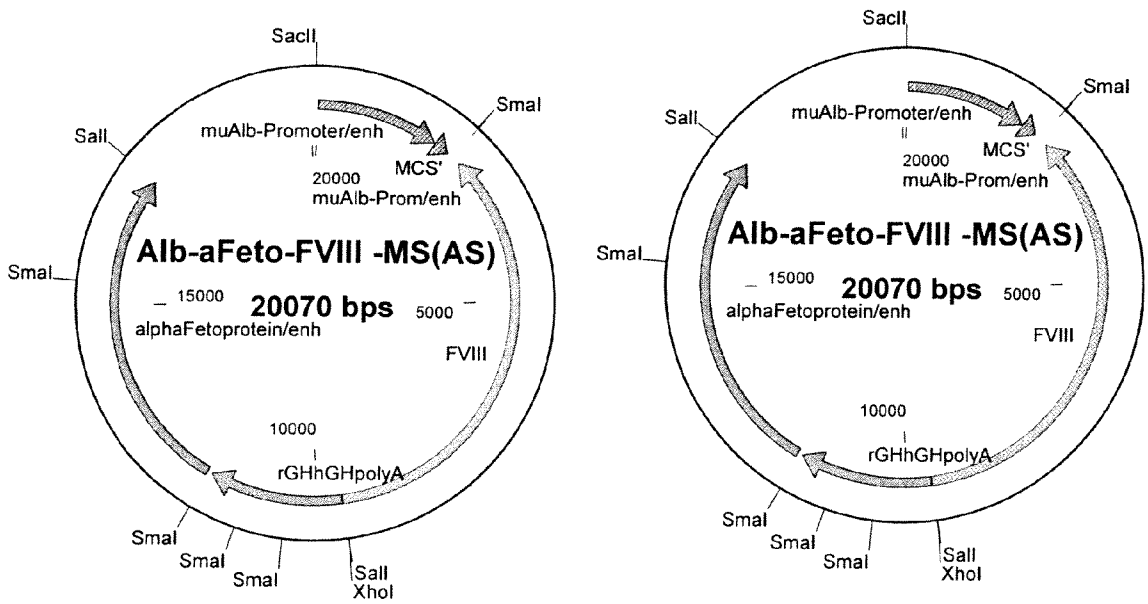 SacII
SmaI
SalI
muAlb-Promoter/enh
MCS'
20000
muAlb-Prom/enh
Alb-aFeto-FVIII -MS(AS)
SmaI
15000
20070 bps
5000
alphaFetoprotein/enh
FVIII
10000
rGHhGHpolyA
SmaI
SmaI
SmaI
SalI
XhoI
SacII
SmaI
SalI
muAlb-Promoter/enh
MCS'
20000
muAlb-Prom/enh
Alb-aFeto-FVIII -MS(AS)
SmaI
15000
20070 bps
5000
alphaFetoprotein/enh
FVIII
10000
rGHhGHpolyA
SmaI
SmaI
SmaI
SalI
XhoI